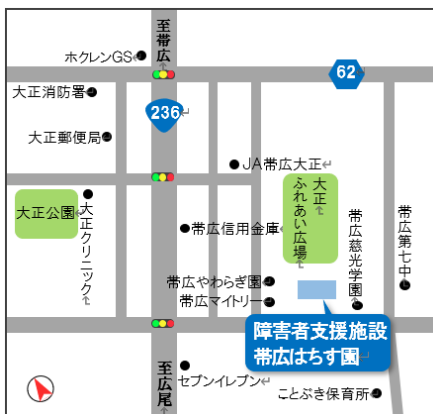 至帯広
ホクレンGS
62
大正消防署
236
大正郵便局
JA帯広大正
大正
ふれあい広場
大正公園
大正クリニック
帯広信用金庫
帯広慈光学園
帯広第七中
帯広やわらぎ園
帯広マイトリー
障害者支援施設
帯広はちす園
至広尾
セブンイレブン
ことぶき保育所